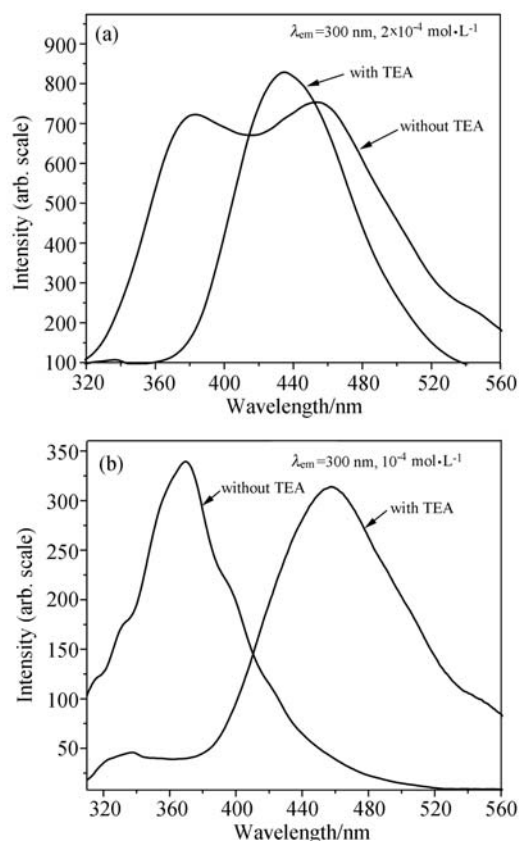 (a)
λem=300 nm, 2×10-4 mol·L-1
with TEA
without TEA
Intensity (arb. scale)
900
800
700
600
500
400
300
200
100
320 360 400 440 480 520 560
Wavelength/nm
(b)
λem=300 nm, 10-4 mol·L-1
without TEA
with TEA
Intensity (arb. scale)
350
300
250
200
150
100
50
320 360 400 440 480 520 560
Wavelength/nm